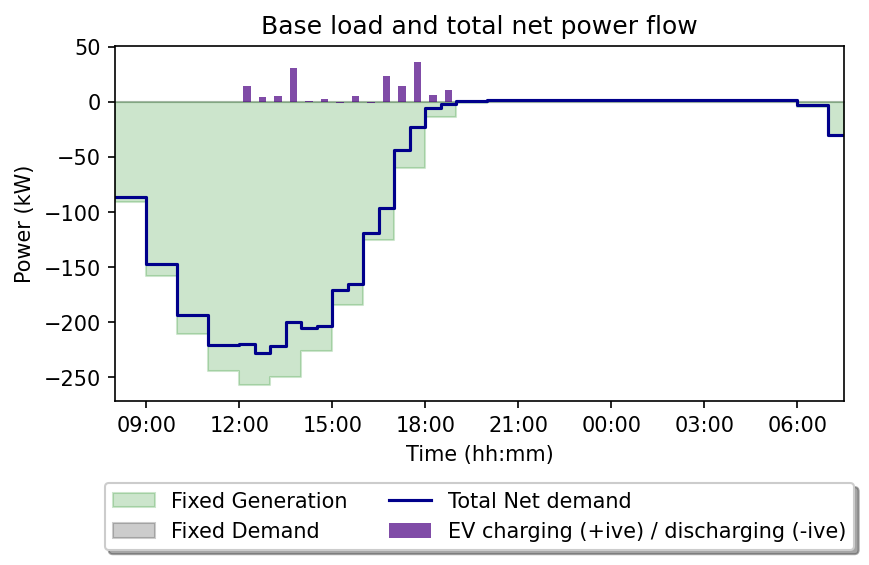 Base load and total net power flow
50
0
−50
−100
−150
−200
−250
Power (kW)
09:00 12:00 15:00 18:00 21:00 00:00 03:00 06:00
Time (hh:mm)
Fixed Generation
Fixed Demand
Total Net demand
EV charging (+ive) / discharging (-ive)